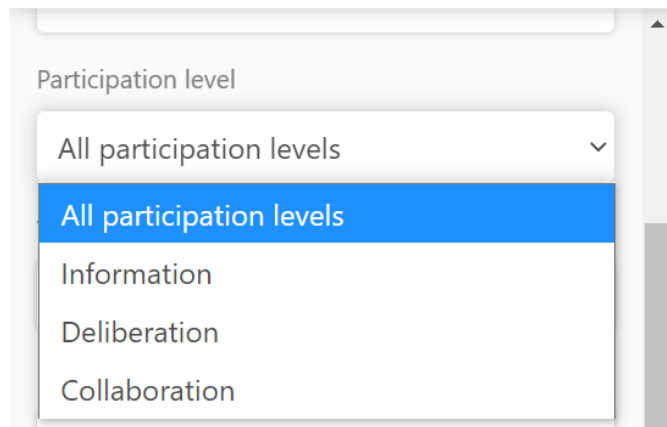 Participation level
All participation levels
All participation levels
Information
Deliberation
Collaboration